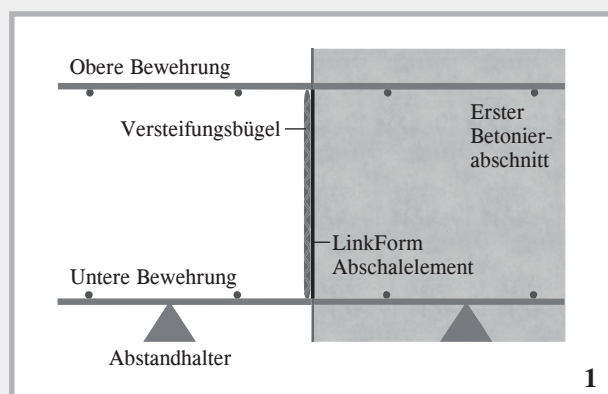 Obere Bewehrung
Versteifungsbügel
Erster
Betonier-
abschnitt
LinkForm
Abschalelement
Untere Bewehrung
Abstandhalter
1